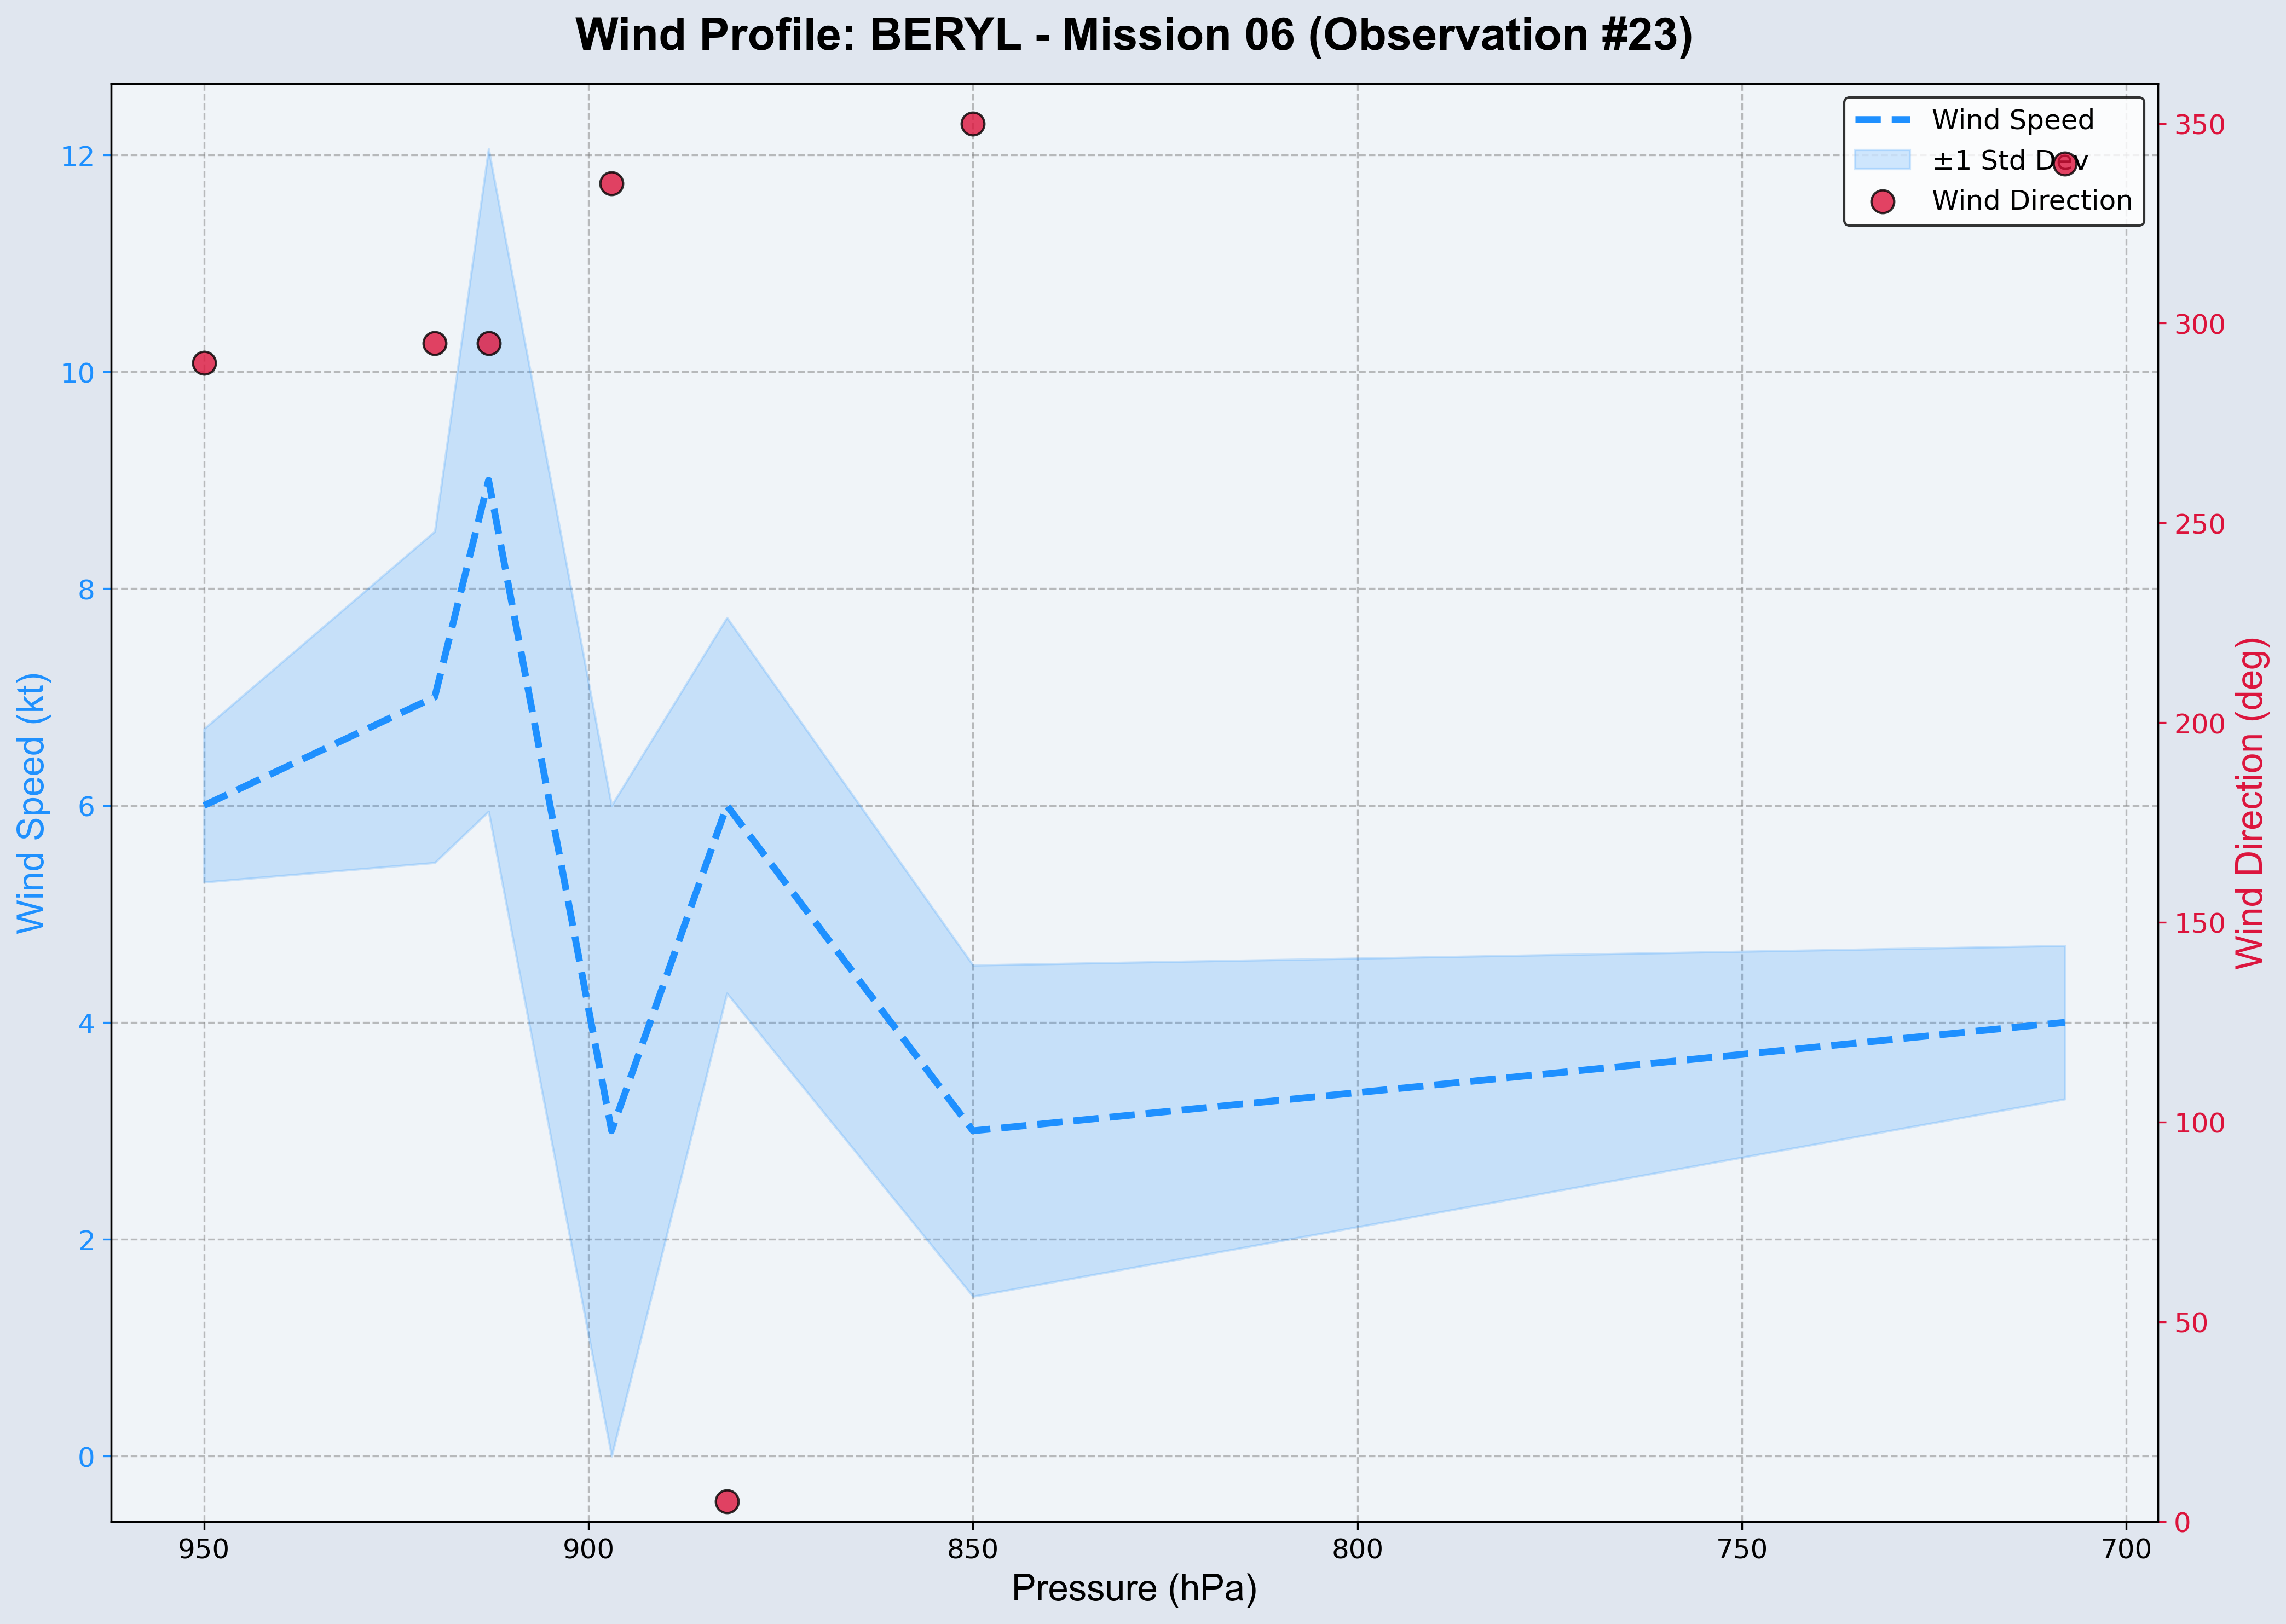 Wind Profile: BERYL - Mission 06 (Observation #23)
Wind Speed
±1 Std Dev
Wind Direction
12
10
8
6
4
2
0
Wind Speed (kt)
350
300
250
200
150
100
50
0
Wind Direction (deg)
950 900 850 800 750 700
Pressure (hPa)